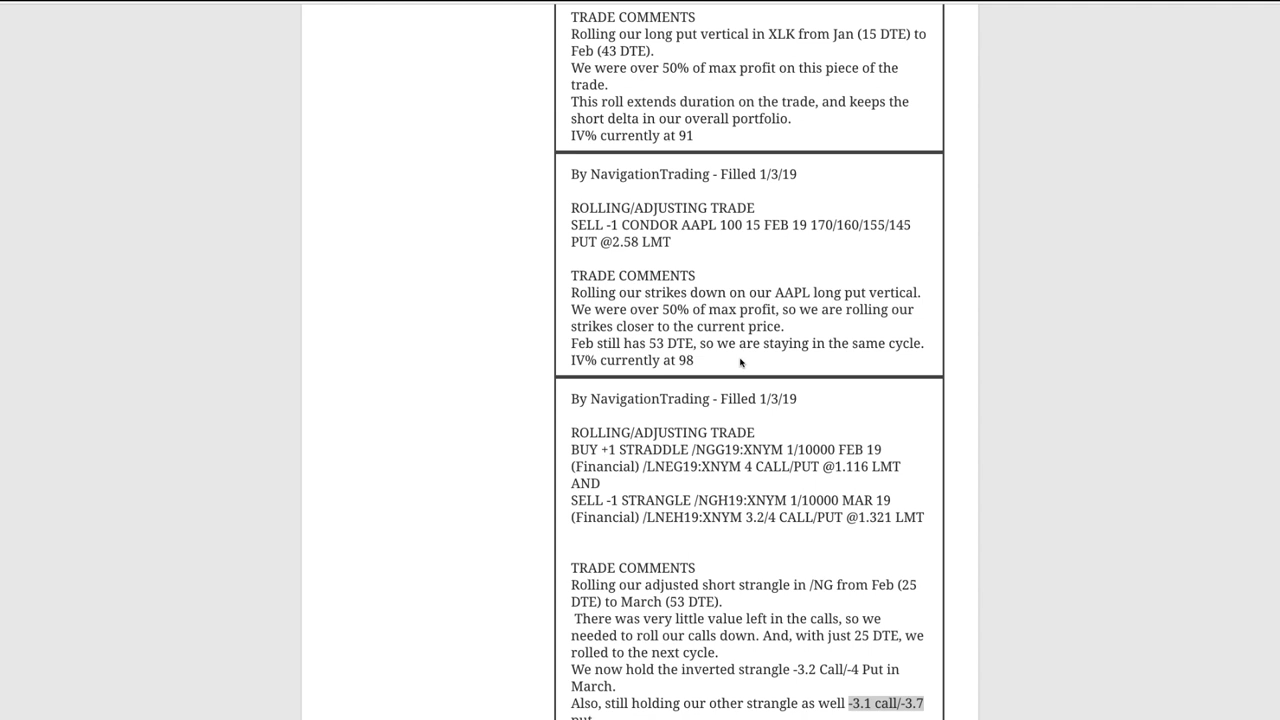 TRADE COMMENTS
Rolling our long put vertical in XLK from Jan (15 DTE) to
Feb (43 DTE).
We were over 50% of max profit on this piece of the
trade.
This roll extends duration on the trade, and keeps the
short delta in our overall portfolio.
IV% currently at 91
By NavigationTrading - Filled 1/3/19
ROLLING/ADJUSTING TRADE
SELL -1 CONDOR AAPL 100 15 FEB 19 170/160/155/145
PUT @2.58 LMT
TRADE COMMENTS
Rolling our strikes down on our AAPL long put vertical.
We were over 50% of max profit, so we are rolling our
strikes closer to the current price.
Feb still has 53 DTE, so we are staying in the same cycle.
IV% currently at 98
By NavigationTrading - Filled 1/3/19
ROLLING/ADJUSTING TRADE
BUY +1 STRADDLE /NGG19:XNYM 1/10000 FEB 19
(Financial) /LNEG19:XNYM 4 CALL/PUT @1.116 LMT
AND
SELL -1 STRANGLE /NGH19:XNYM 1/10000 MAR 19
(Financial) /LNEH19:XNYM 3.2/4 CALL/PUT @1.321 LMT
TRADE COMMENTS
Rolling our adjusted short strangle in /NG from Feb (25
DTE) to March (53 DTE).
There was very little value left in the calls, so we
needed to roll our calls down. And, with just 25 DTE, we
rolled to the next cycle.
We now hold the inverted strangle -3.2 Call/-4 Put in
March.
Also, still holding our other strangle as well -3.1 call/-3.7